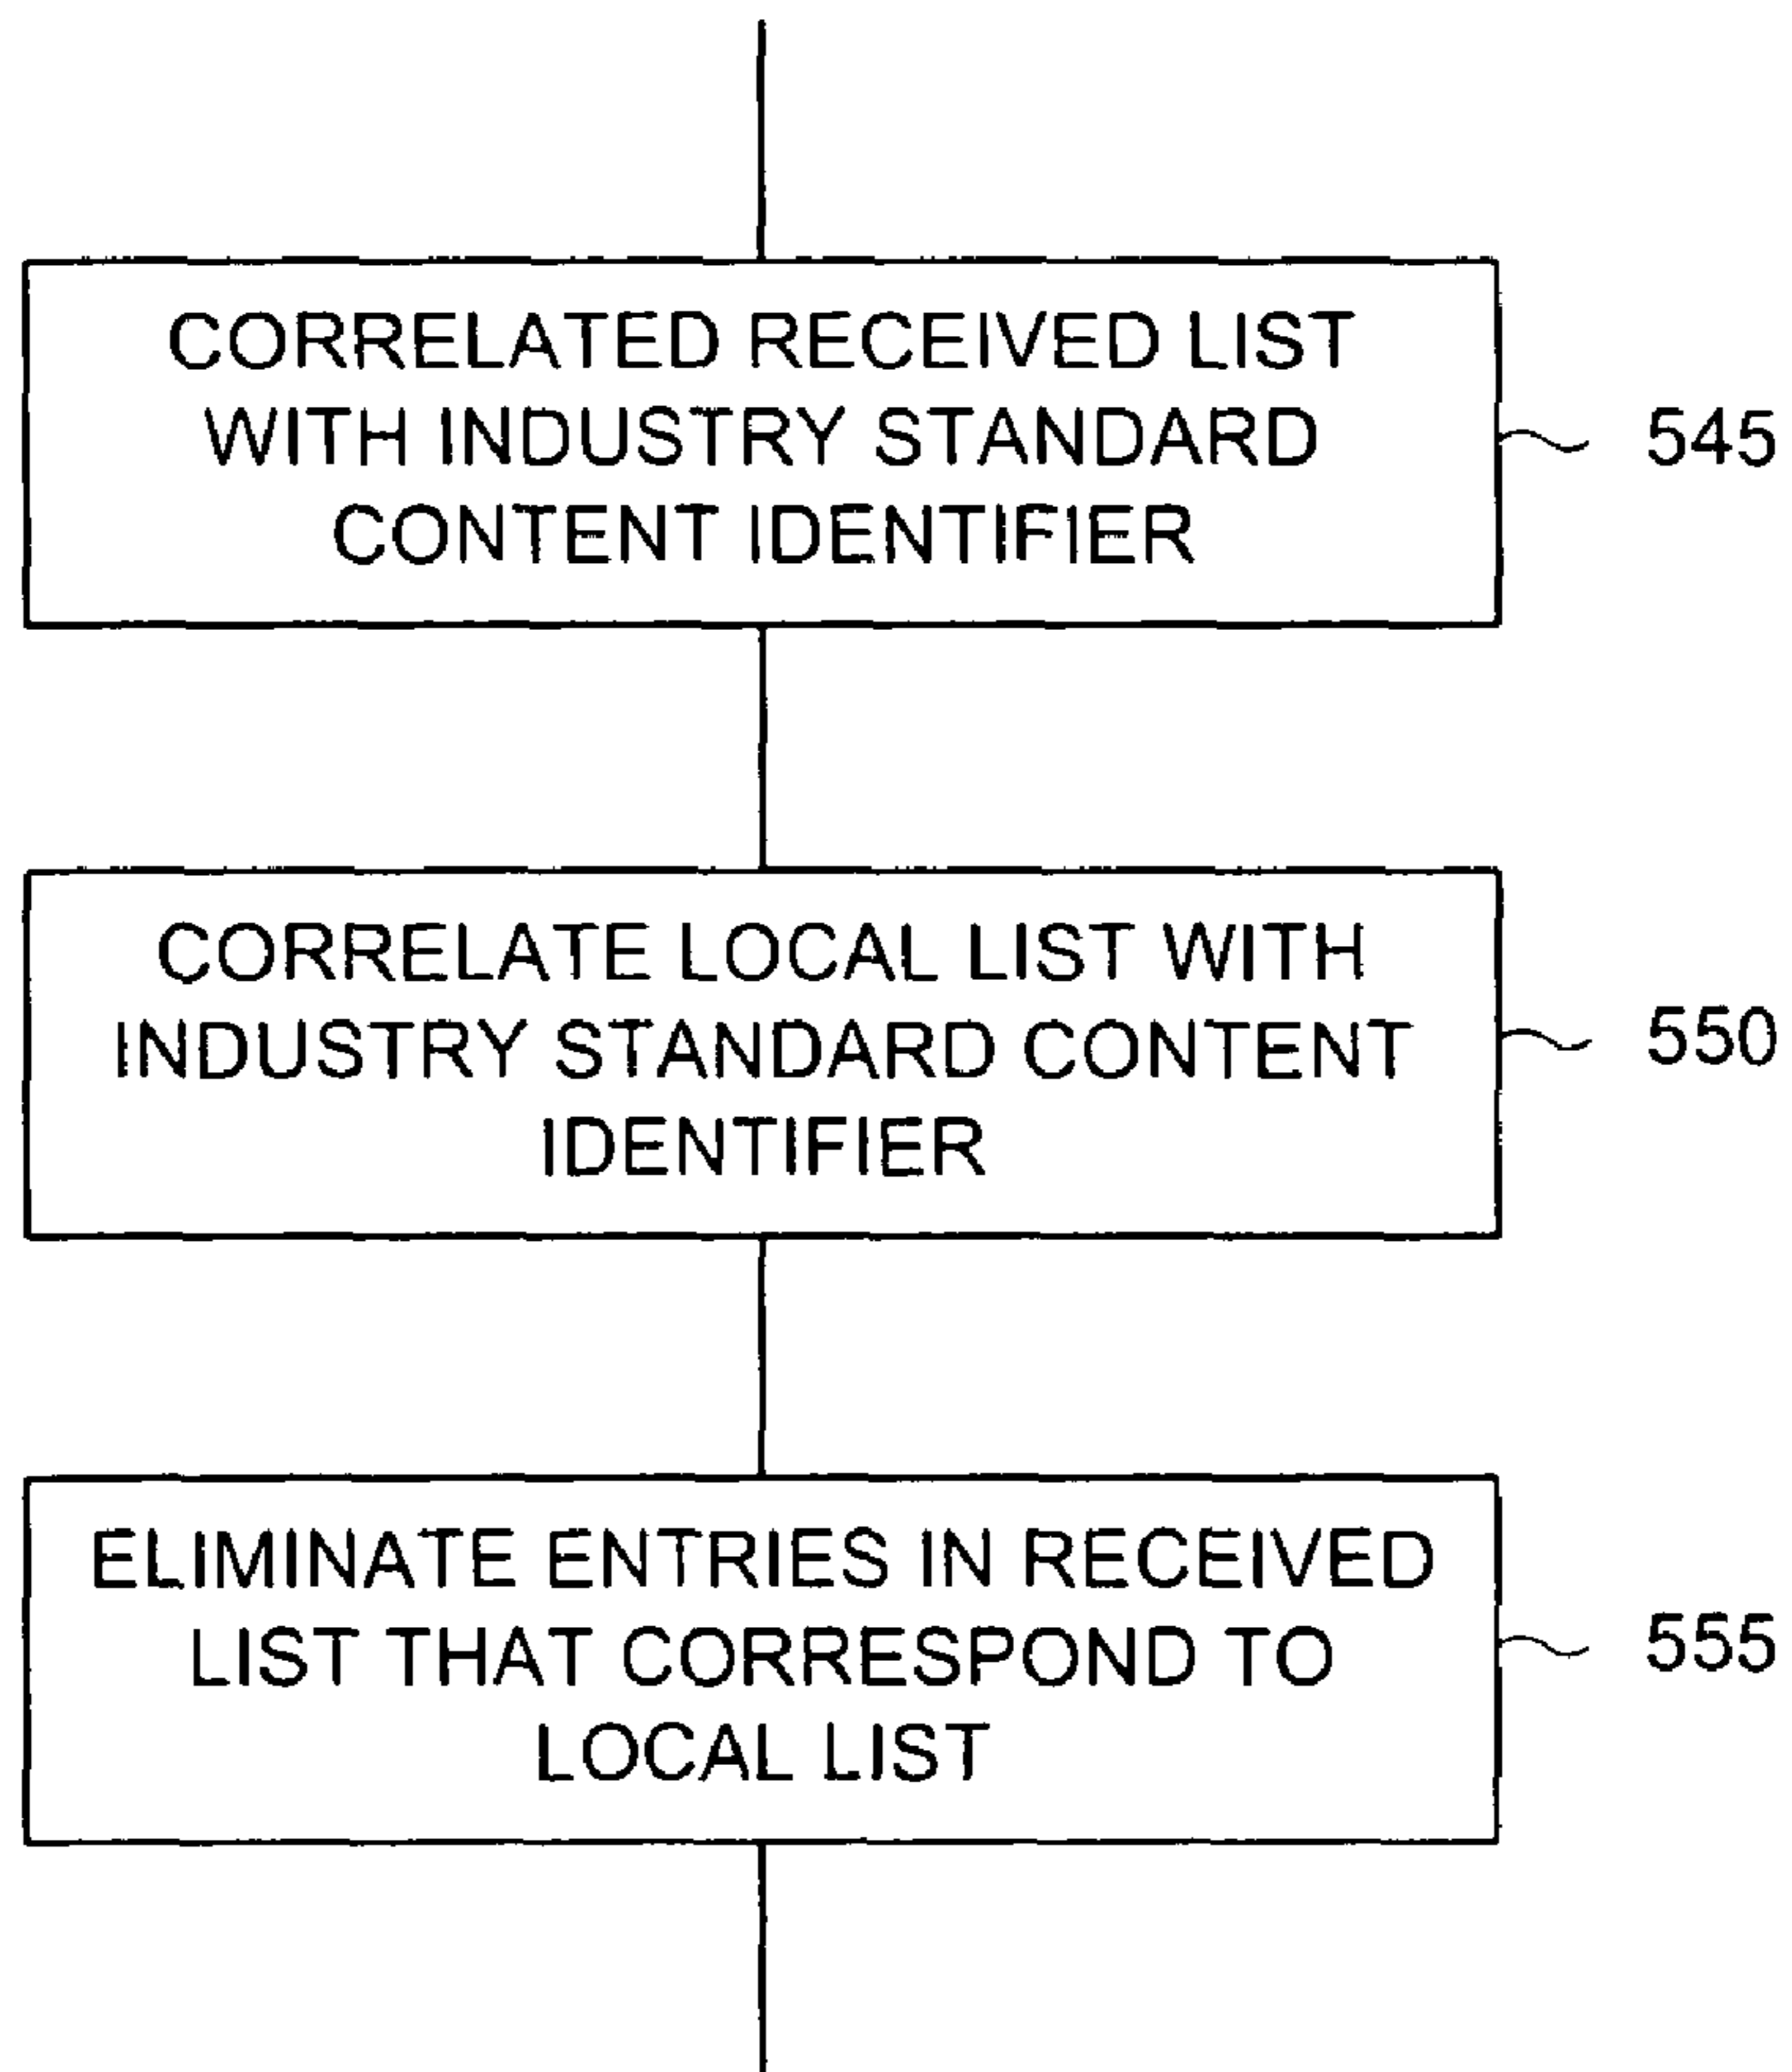 CORRELATED RECEIVED LIST
WITH INDUSTRY STANDARD
CONTENT IDENTIFIER
545
CORRELATE LOCAL LIST WITH
INDUSTRY STANDARD CONTENT
IDENTIFIER
550
ELIMINATE ENTRIES IN RECEIVED
LIST THAT CORRESPOND TO
LOCAL LIST
555